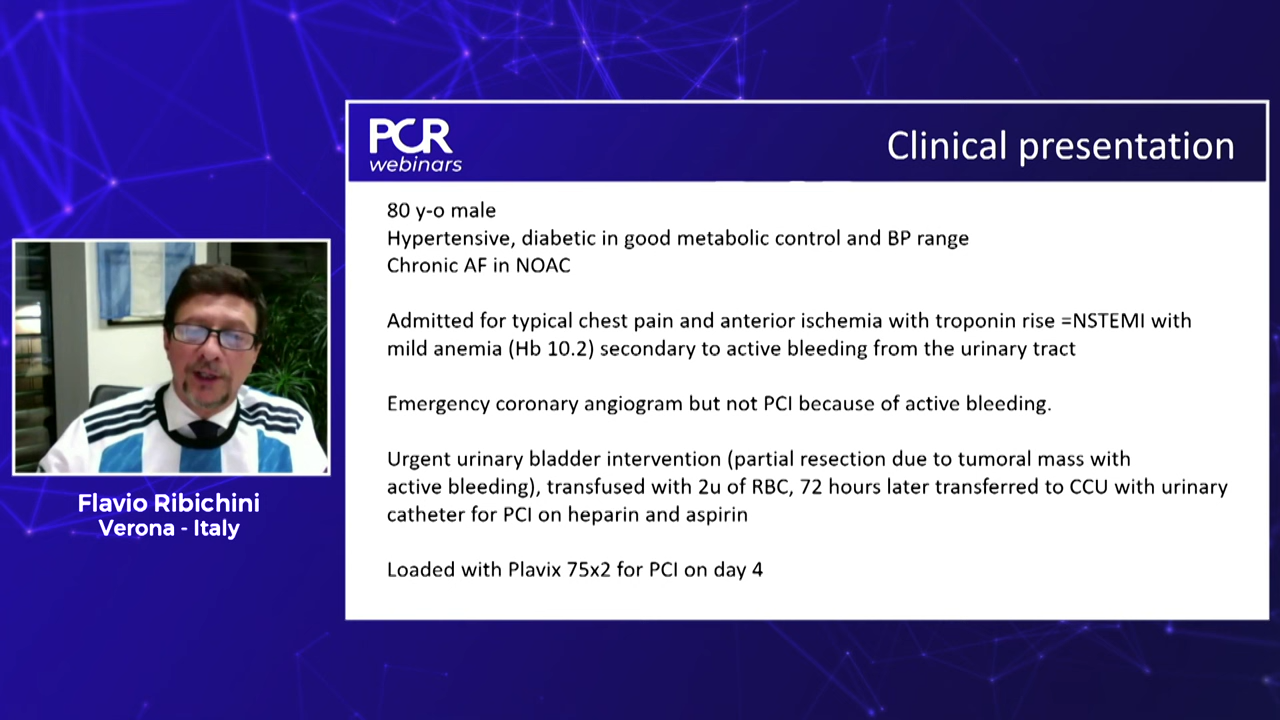 PCR
webinars
Clinical presentation
80 y-o male
Hypertensive, diabetic in good metabolic control and BP range
Chronic AF in NOAC
Admitted for typical chest pain and anterior ischemia with troponin rise =NSTEMI with
mild anemia (Hb 10.2) secondary to active bleeding from the urinary tract
Emergency coronary angiogram but not PCI because of active bleeding.
Urgent urinary bladder intervention (partial resection due to tumoral mass with
active bleeding), transfused with 2u of RBC, 72 hours later transferred to CCU with urinary
catheter for PCI on heparin and aspirin
Loaded with Plavix 75x2 for PCI on day 4
Flavio Ribichini
Verona - Italy